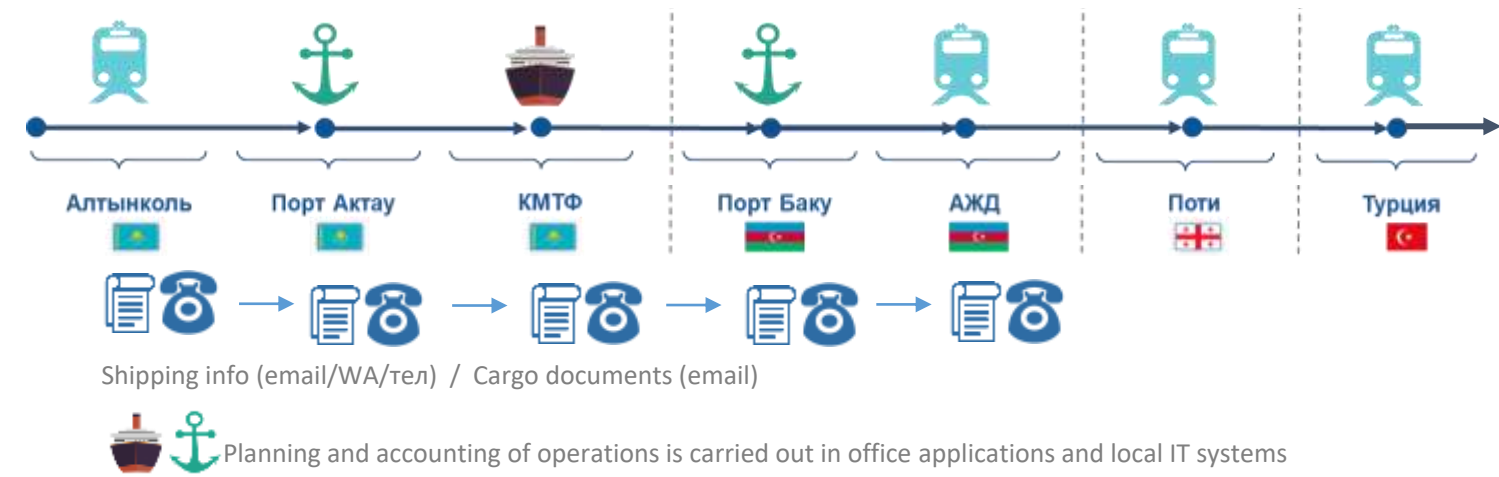 Алтынколь
Порт Актау
КМТФ
Порт Баку
АЖД
Поти
Турция
Shipping info (email/WA/тел) / Cargo documents (email)
Planning and accounting of operations is carried out in office applications and local IT systems